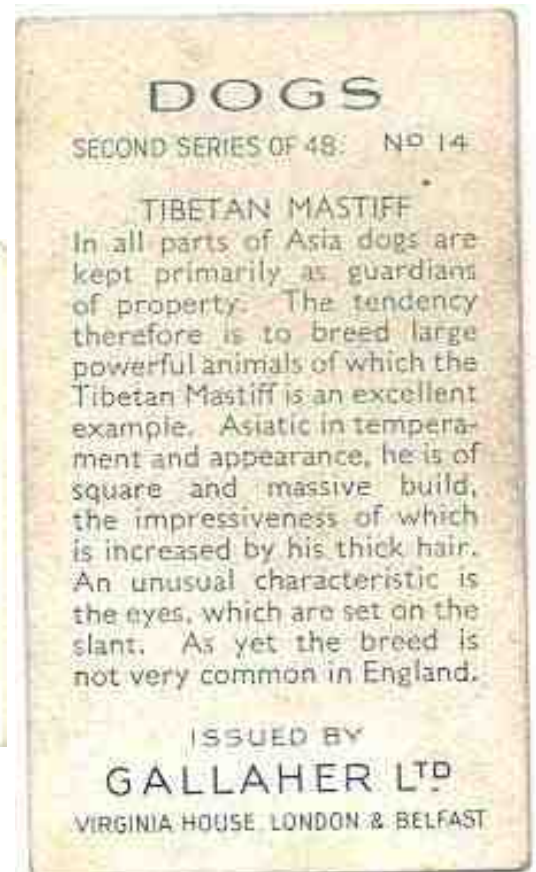 DOGS
SECOND SERIES OF 48. Nº 14
TIBETAN MASTIFF
In all parts of Asia dogs are
kept primarily as guardians
of property. The tendency
therefore is to breed large
powerful animals of which the
Tibetan Mastiff is an excellent
example. Asiatic in tempera-
ment and appearance, he is of
square and massive build,
the impressiveness of which
is increased by his thick hair.
An unusual characteristic is
the eyes, which are set on the
slant. As yet the breed is
not very common in England.
ISSUED BY
GALLAHER LTD
VIRGINIA HOUSE, LONDON & BELFAST